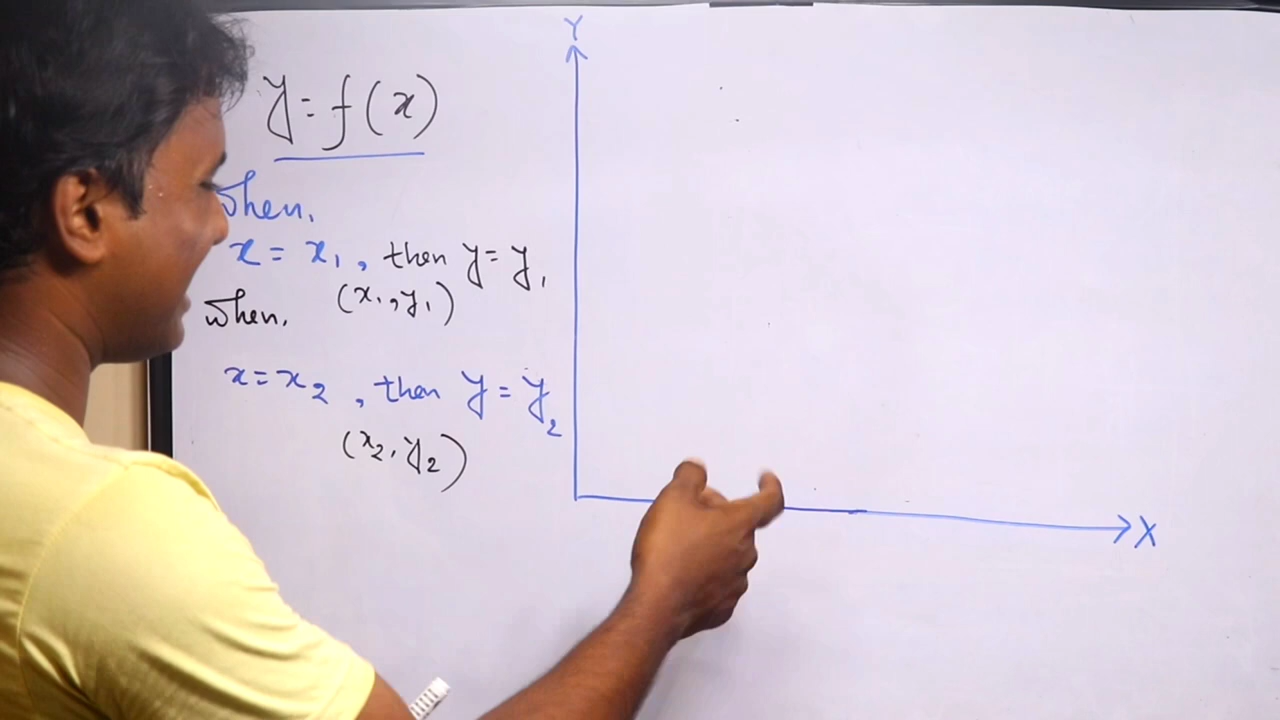 y=f(x)
When,
x = x₁, then y = y₁
(x₁,y₁)
When,
x=x₂, then y = y₂
(x₂,y₂)
Y
X